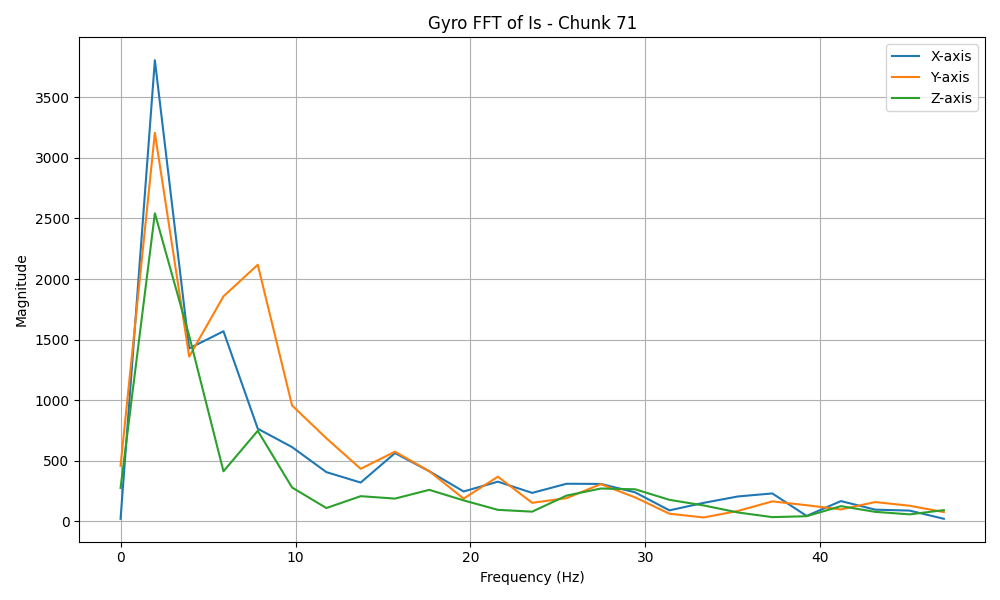 Gyro FFT of Is - Chunk 71
X-axis
Y-axis
Z-axis
Magnitude
3500
3000
2500
2000
1500
1000
500
0
0 10 20 30 40
Frequency (Hz)